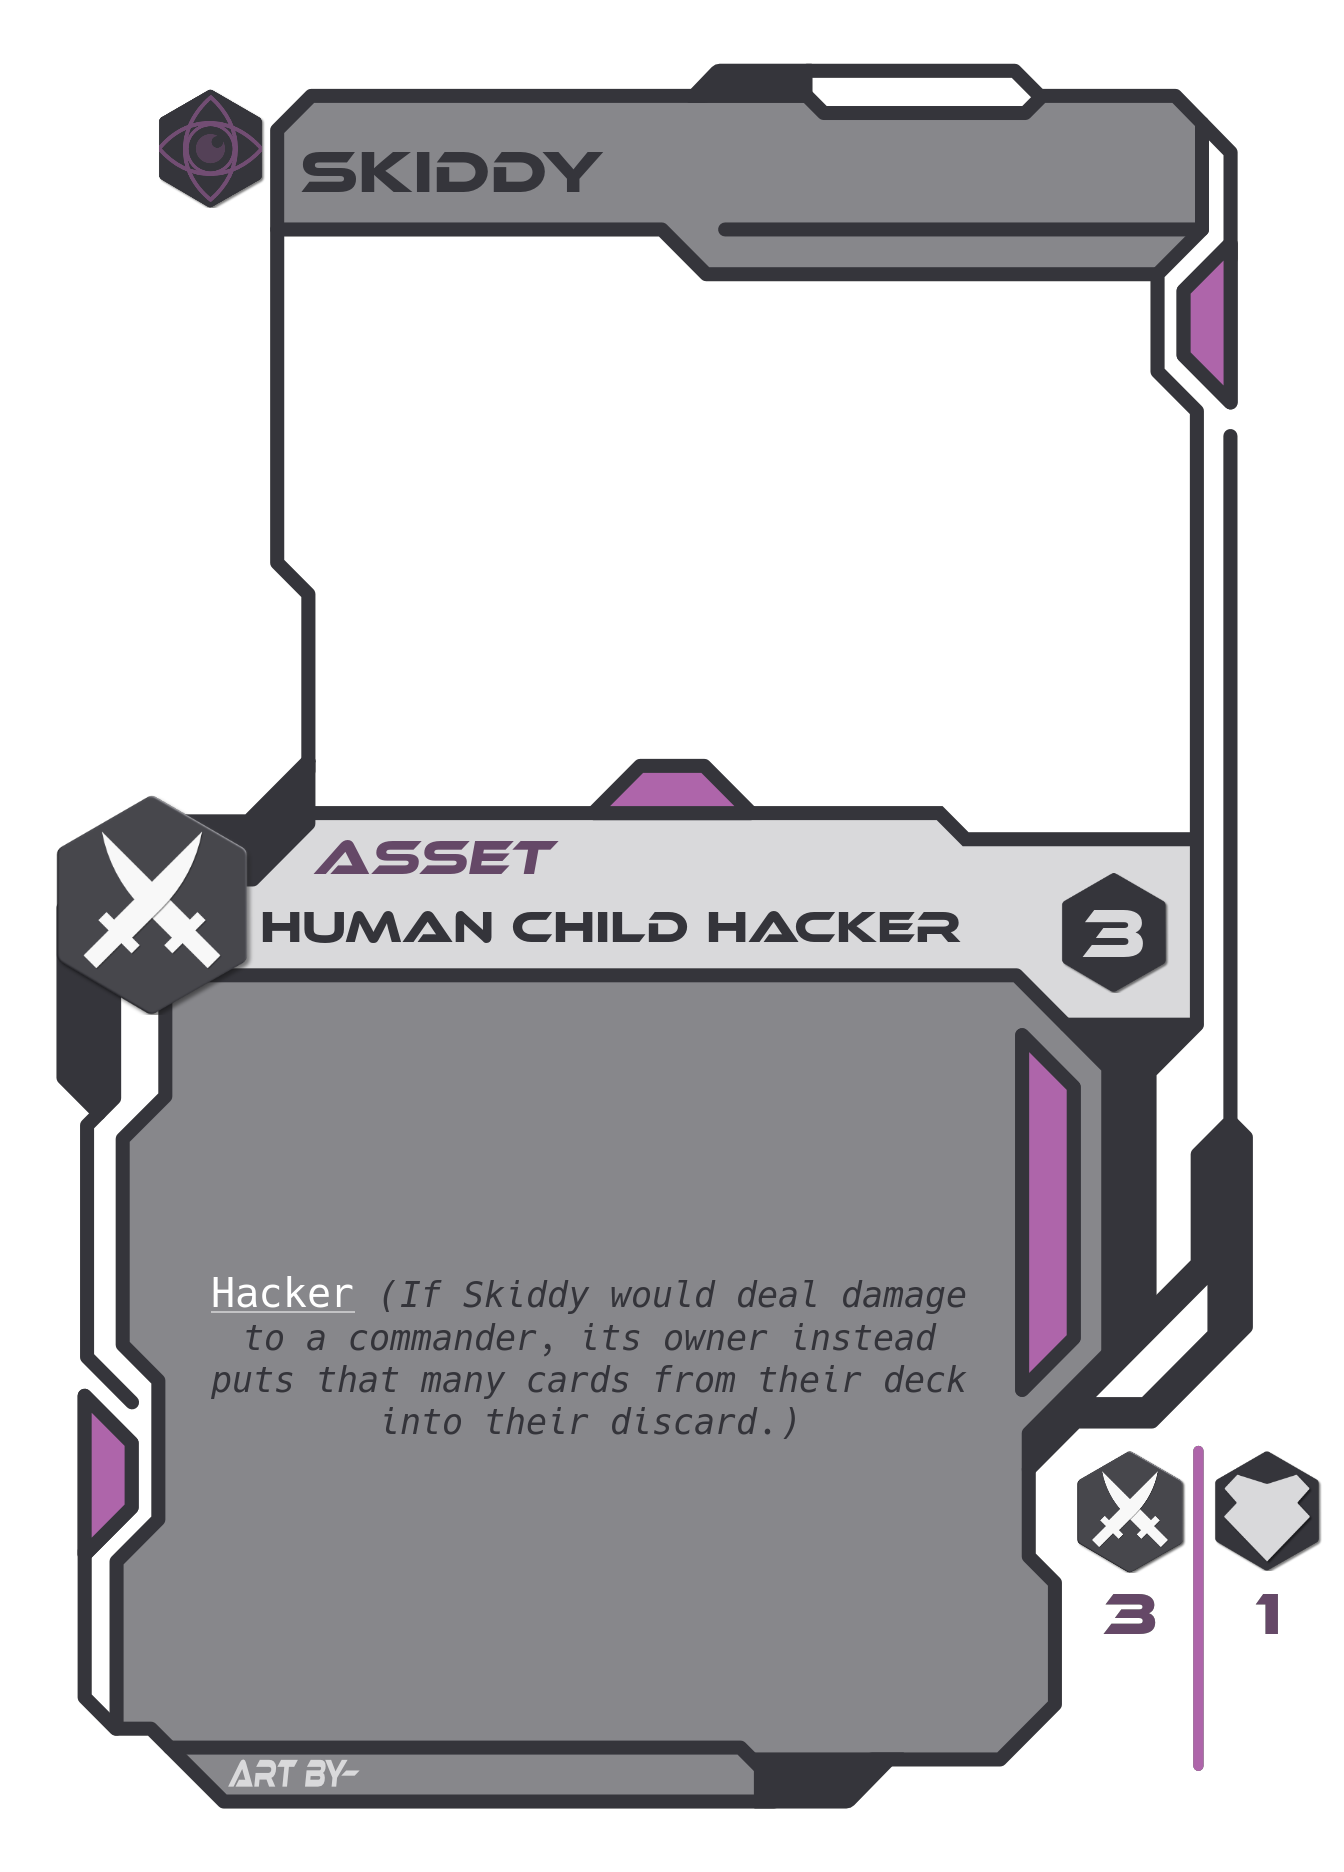 SKIDDY
ASSET
HUMAN CHILD HACKER
3
Hacker (If Skiddy would deal damage
to a commander, its owner instead
puts that many cards from their deck
into their discard.)
3
1
ART BY-